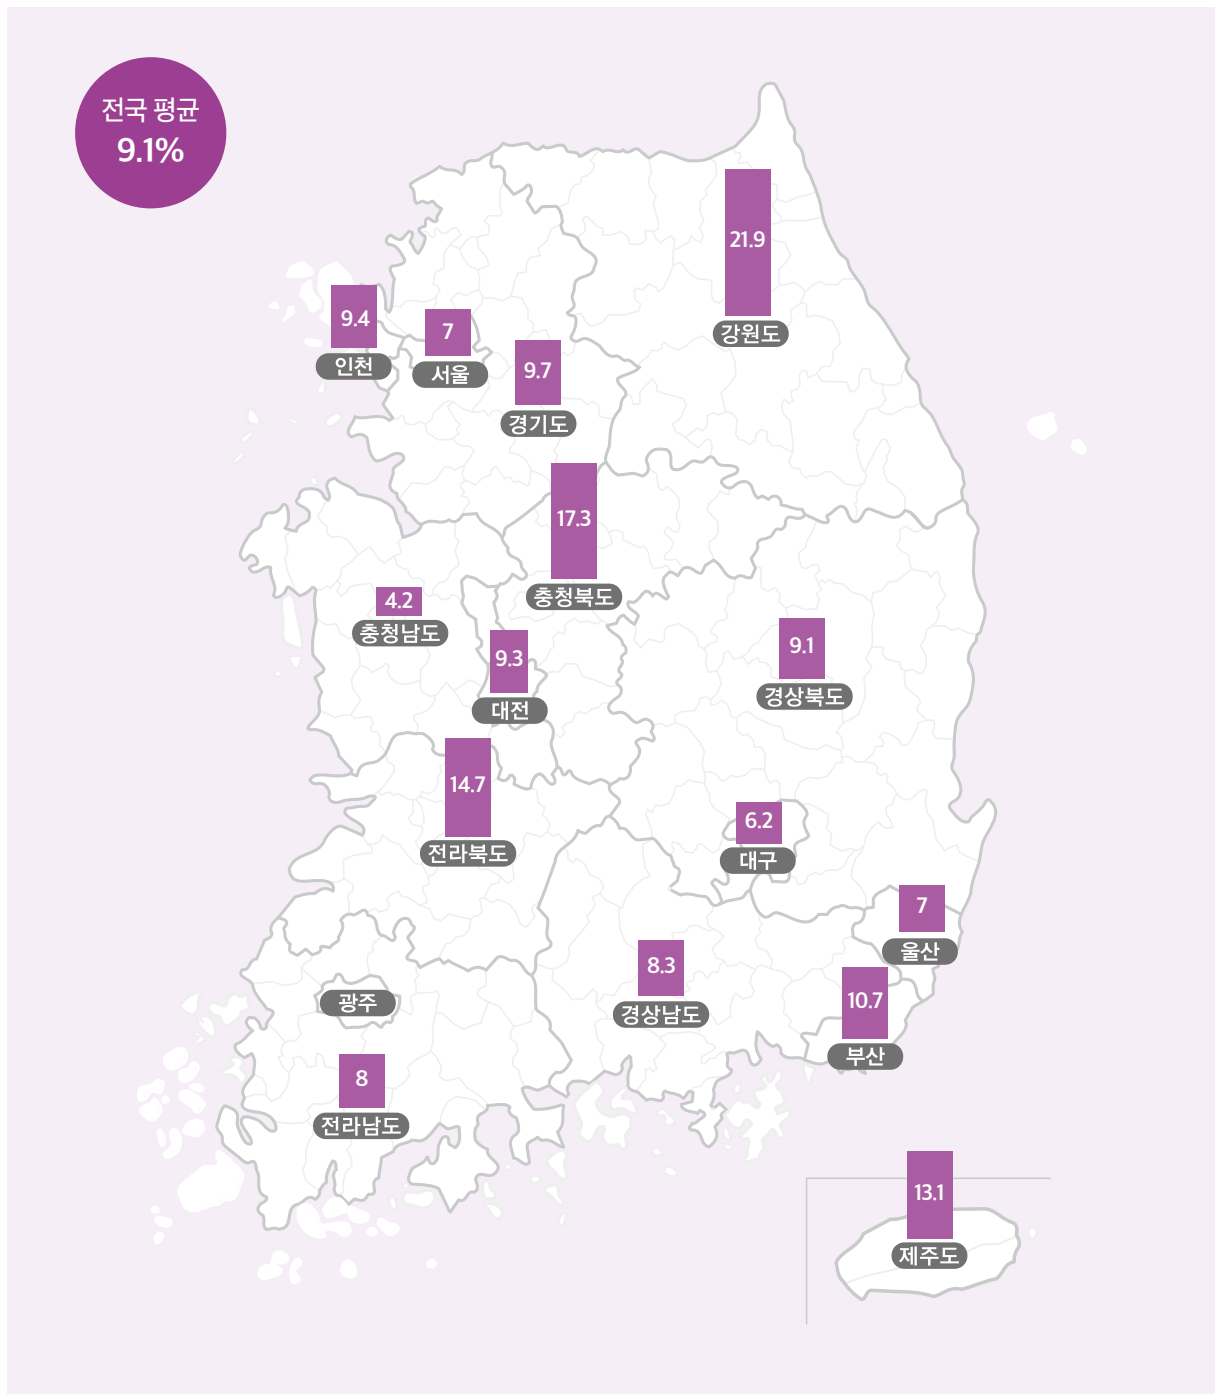 전국 평균
9.1%
21.9
강원도
9.4
인천
7
서울
9.7
경기도
17.3
충청북도
4.2
충청남도
9.3
대전
9.1
경상북도
14.7
전라북도
6.2
대구
7
울산
8.3
경상남도
10.7
부산
광주
8
전라남도
13.1
제주도